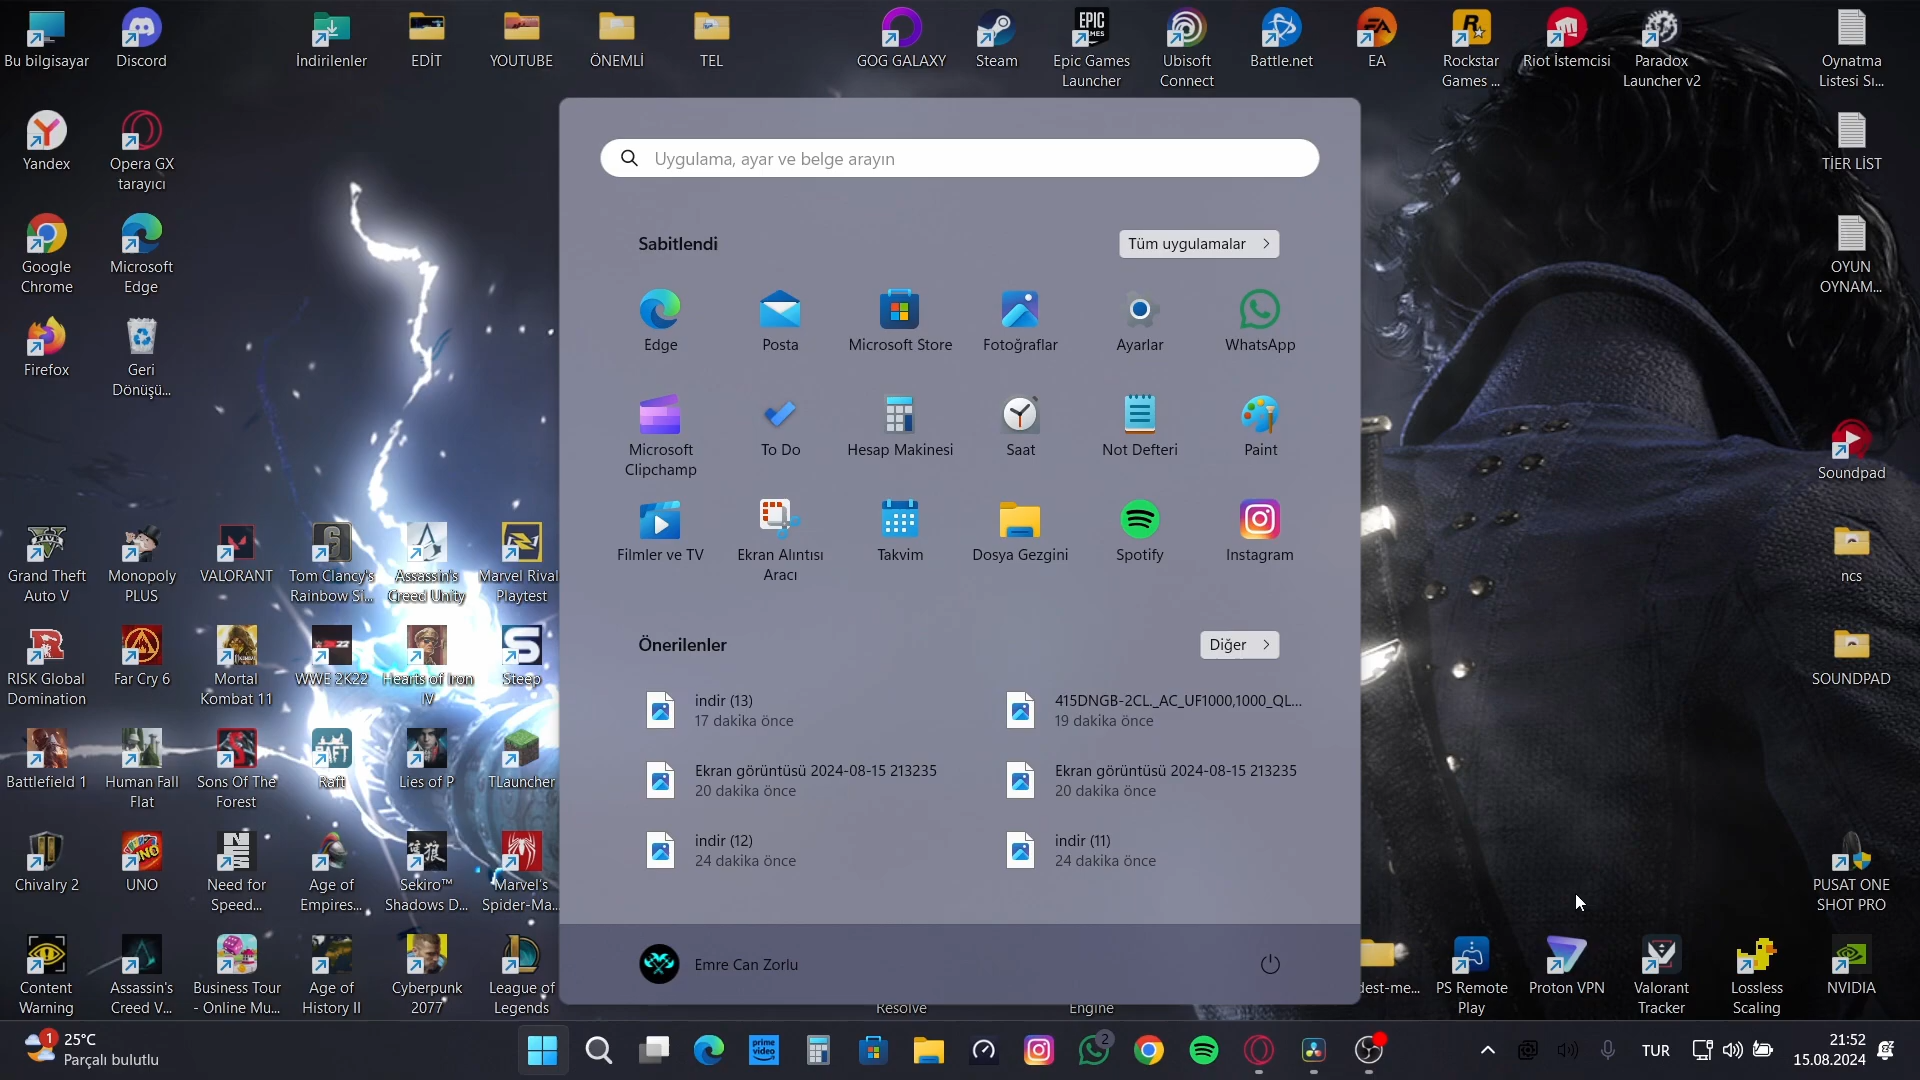 Bu bilgisayar
Discord
İndirilenler
EDİT
YOUTUBE
ÖNEMLİ
TEL
GOG GALAXY
Steam
Epic Games
Launcher
Ubisoft
Connect
Battle.net
EA
Rockstar
Games ...
Riot İstemcisi
Paradox
Launcher v2
Oynatma
Listesi Sı...
Yandex
Opera GX
tarayıcı
TİER LİST
Google
Chrome
Microsoft
Edge
OYUN
OYNAM...
Firefox
Geri
Dönüşü...
Soundpad
ncs
SOUNDPAD
PUSAT ONE
SHOT PRO
Uygulama, ayar ve belge arayın
Sabitlendi
Tüm uygulamalar
Edge
Posta
Microsoft Store
Fotoğraflar
Ayarlar
WhatsApp
Microsoft
Clipchamp
To Do
Hesap Makinesi
Saat
Not Defteri
Paint
Filmler ve TV
Ekran Alıntısı
Aracı
Takvim
Dosya Gezgini
Spotify
Instagram
Önerilenler
Diğer
indir (13)
17 dakika önce
415DNGB-2CL._AC_UF1000,1000_QL...
19 dakika önce
Ekran görüntüsü 2024-08-15 213235
20 dakika önce
Ekran görüntüsü 2024-08-15 213235
20 dakika önce
indir (12)
24 dakika önce
indir (11)
24 dakika önce
Emre Can Zorlu
Grand Theft
Auto V
Monopoly
PLUS
VALORANT
Tom Clancy's
Rainbow Si...
Assassin's
Creed Unity
Marvel Rival
Playtest
RISK Global
Domination
Far Cry 6
Mortal
Kombat 11
WWE 2K22
Hearts of Iron
IV
Steep
Battlefield 1
Human Fall
Flat
Sons Of The
Forest
Raft
Lies of P
TLauncher
Chivalry 2
UNO
Need for
Speed...
Age of
Empires...
Sekiro™
Shadows D...
Marvel's
Spider-Ma...
Content
Warning
Assassin's
Creed V...
Business Tour
- Online Mu...
Age of
History II
Cyberpunk
2077
League of
Legends
Resolve
Engine
dest-me...
PS Remote
Play
Proton VPN
Valorant
Tracker
Lossless
Scaling
NVIDIA
1
25°C
Parçalı bulutlu
prime
video
2
TUR
21:52
15.08.2024